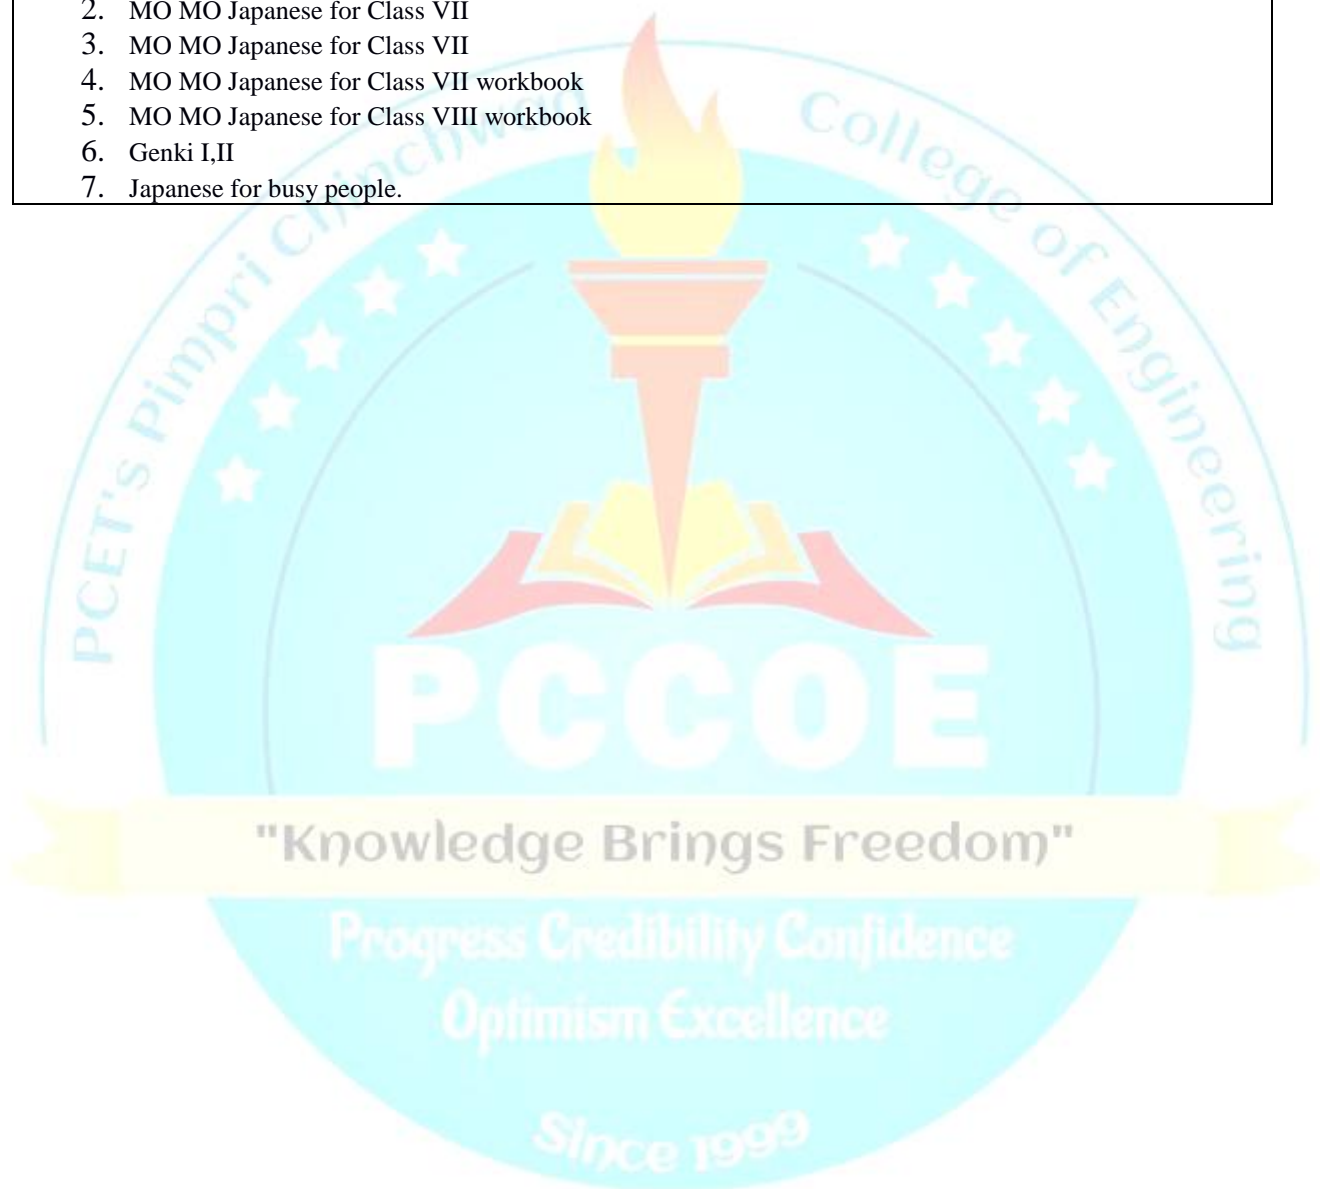 2. MO MO Japanese for Class VII
3. MO MO Japanese for Class VII
4. MO MO Japanese for Class VII workbook
5. MO MO Japanese for Class VIII workbook
6. Genki I,II
7. Japanese for busy people.
PCET's Pimpri Chinchwad College of Engineering
PCCOE
"Knowledge Brings Freedom"
Progress Credibility Confidence
Optimism Excellence
Since 1999